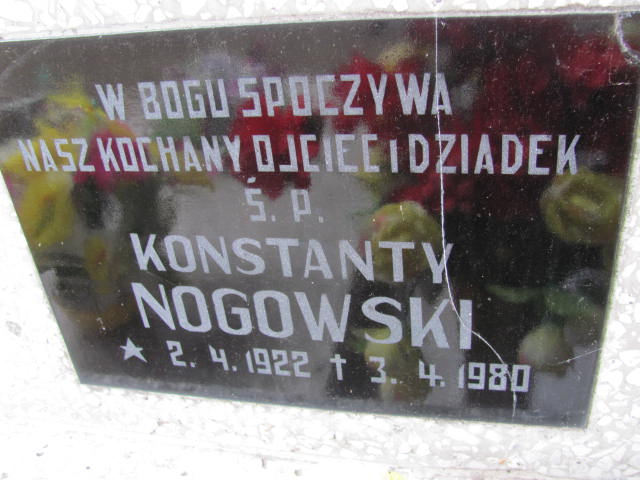 W BOGU SPOCZYWA
NASZ KOCHANY OJCIEC I DZIADEK
Ś. P.
KONSTANTY
NOGOWSKI
★ 2. 4. 1922 † 3. 4. 1980